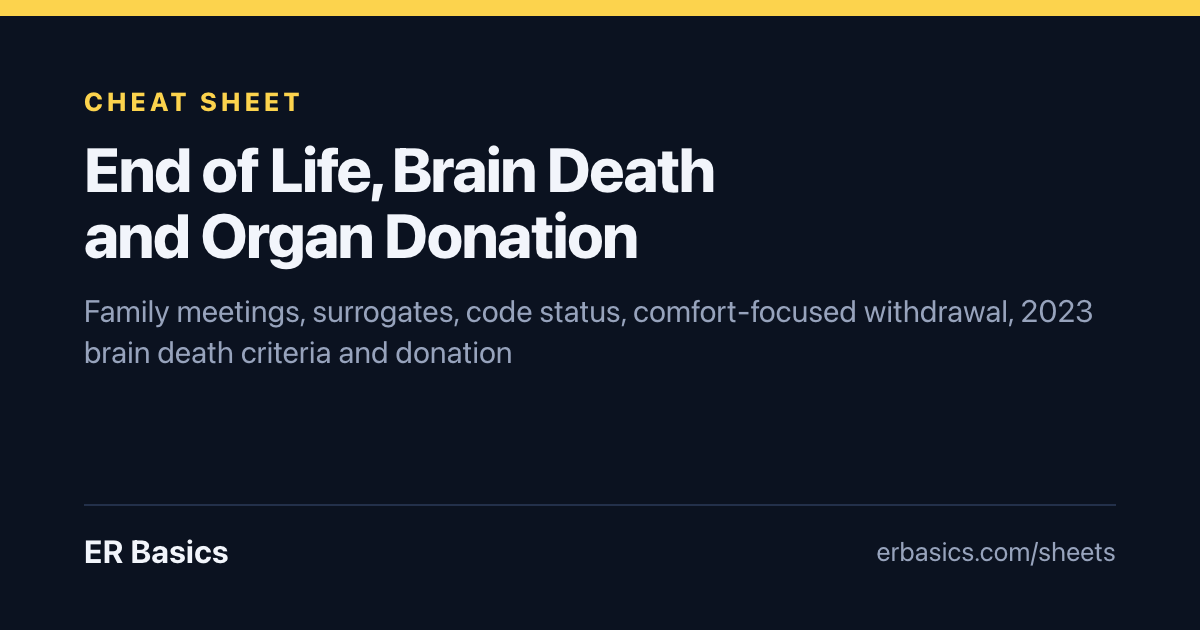 CHEAT SHEET
End of Life, Brain Death
and Organ Donation
Family meetings, surrogates, code status, comfort-focused withdrawal, 2023
brain death criteria and donation
ER Basics
erbasics.com/sheets